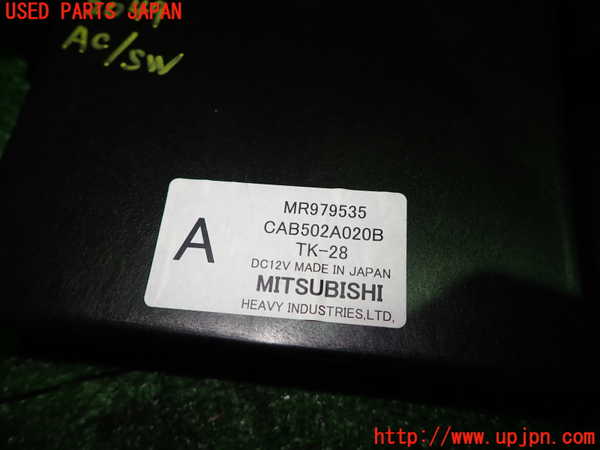 USED PARTS JAPAN
AC/SW
A
MR979535
CAB502A020B
TK-28
DC12V MADE IN JAPAN
MITSUBISHI
HEAVY INDUSTRIES,LTD,
http://www.upjpn.com/